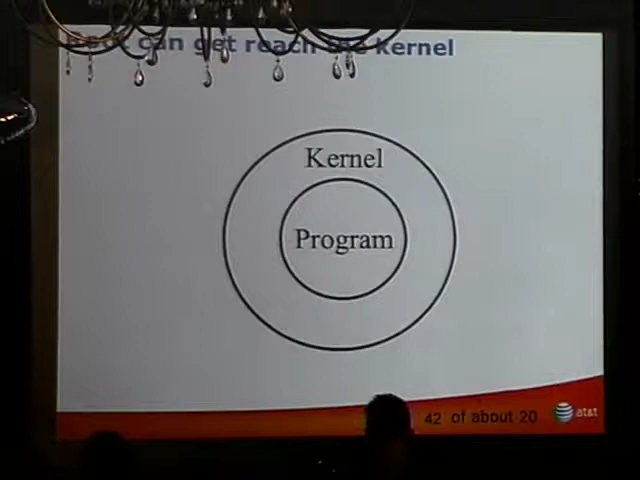 can get reach the kernel
Kernel
Program
42 of about 20
at&t